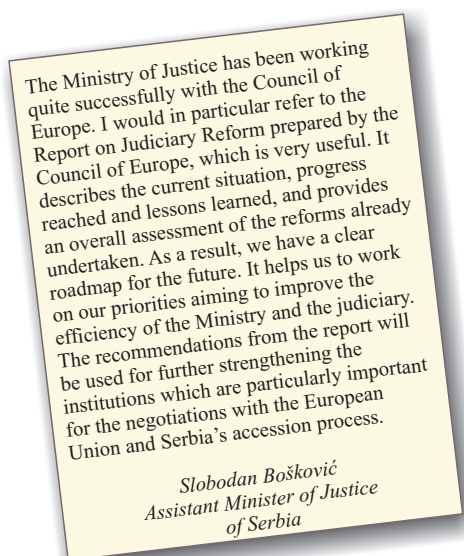 The Ministry of Justice has been working
quite successfully with the Council of
Europe. I would in particular refer to the
Report on Judiciary Reform prepared by the
Council of Europe, which is very useful. It
describes the current situation, progress
reached and lessons learned, and provides
an overall assessment of the reforms already
undertaken. As a result, we have a clear
roadmap for the future. It helps us to work
on our priorities aiming to improve the
efficiency of the Ministry and the judiciary.
The recommendations from the report will
be used for further strengthening the
institutions which are particularly important
for the negotiations with the European
Union and Serbia’s accession process.
Slobodan Bošković
Assistant Minister of Justice
of Serbia